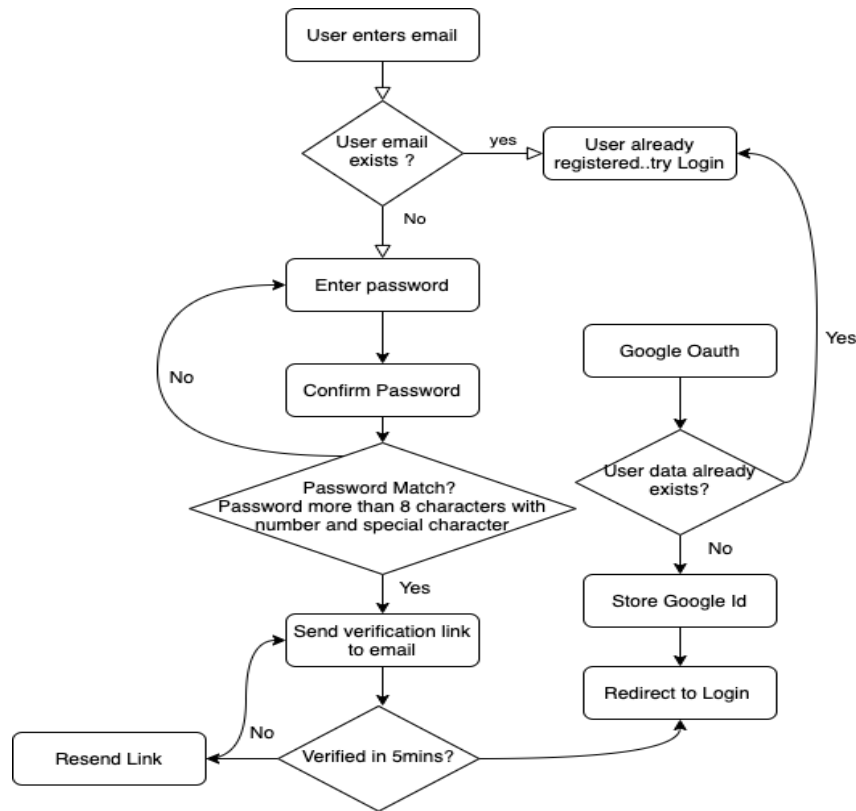 User enters email
User email
exists ?
yes
User already
registered..try Login
No
Enter password
Google Oauth
Yes
No
Confirm Password
User data already
exists?
Password Match?
Password more than 8 characters with
number and special character
No
Yes
Store Google Id
Send verification link
to email
Redirect to Login
No
Resend Link
Verified in 5mins?